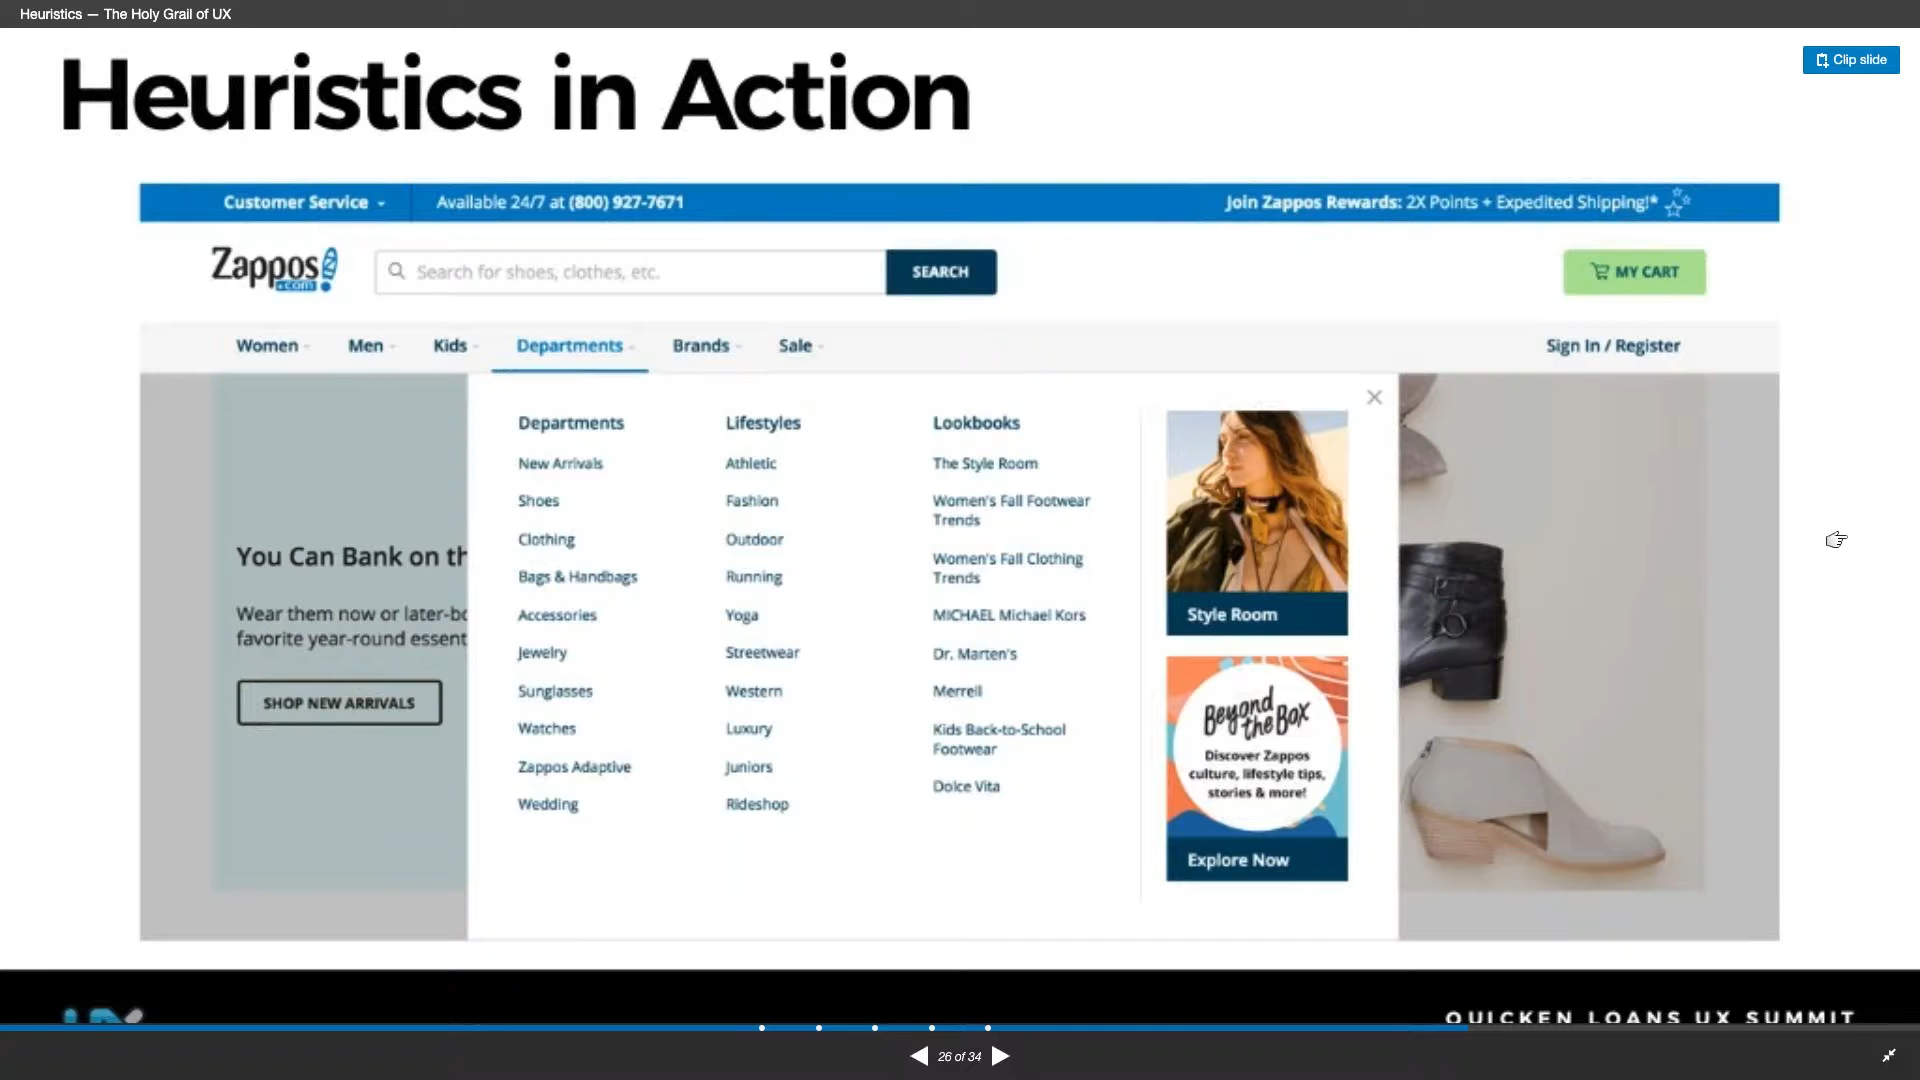 Heuristics — The Holy Grail of UX
Clip slide
Heuristics in Action
Customer Service
Available 24/7 at (800) 927-7671
Join Zappos Rewards: 2X Points + Expedited Shipping!*
Zappos
.com
Search for shoes, clothes, etc.
SEARCH
MY CART
Women
Men
Kids
Departments
Brands
Sale
Sign In / Register
You Can Bank on th
Wear them now or later-bo
favorite year-round essent
SHOP NEW ARRIVALS
Departments
New Arrivals
Shoes
Clothing
Bags & Handbags
Accessories
Jewelry
Sunglasses
Watches
Zappos Adaptive
Wedding
Lifestyles
Athletic
Fashion
Outdoor
Running
Yoga
Streetwear
Western
Luxury
Juniors
Rideshop
Lookbooks
The Style Room
Women's Fall Footwear
Trends
Women's Fall Clothing
Trends
MICHAEL Michael Kors
Dr. Marten's
Merrell
Kids Back-to-School
Footwear
Dolce Vita
Style Room
Beyond
the Box
Discover Zappos
culture, lifestyle tips,
stories & more!
Explore Now
QUICKEN LOANS UX SUMMIT
26 of 34